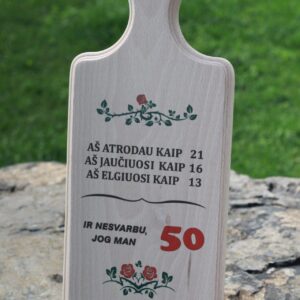 AŠ ATRODAU KAIP 21
AŠ JAUČIUOSI KAIP 16
AŠ ELGIUOSI KAIP 13
IR NESVARBU,
JOG MAN 50